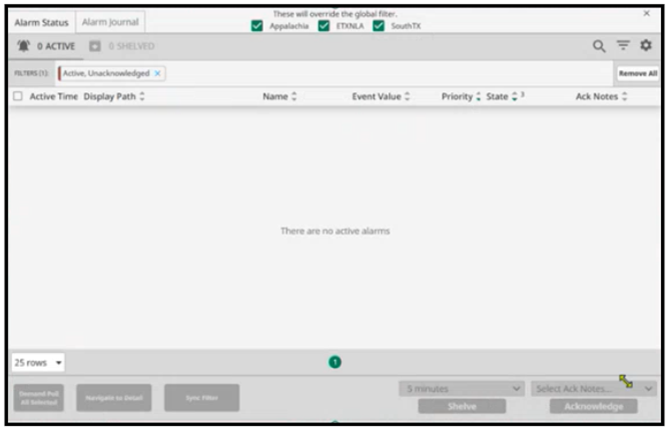 These will override the global filter.
Alarm Status Alarm Journal
Appalachia ETXNLA SouthTX
0 ACTIVE 0 SHELVED
FILTERS (1): Active, Unacknowledged Remove All
Active Time Display Path Name Event Value Priority State 3 Ack Notes
There are no active alarms
25 rows 1
Demand Poll
All Selected
Navigate to Detail Sync Filter
5 minutes Select Ack Notes...
Shelve Acknowledge